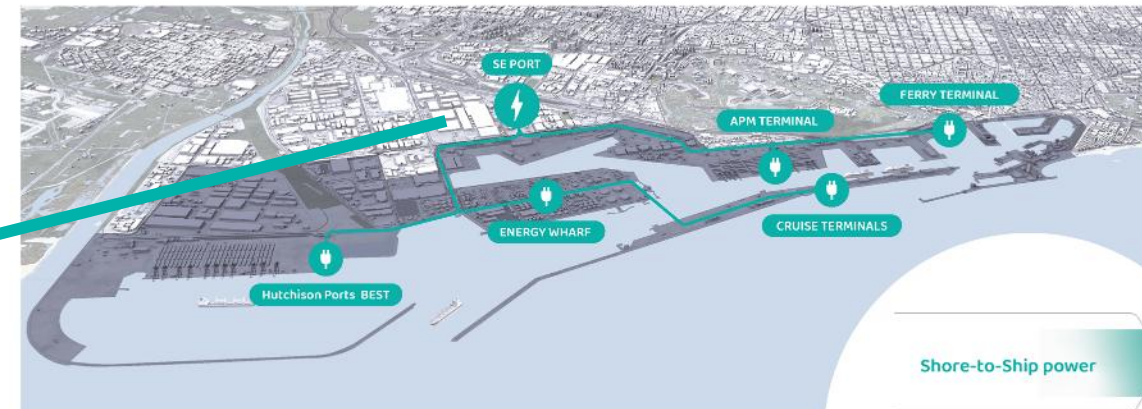 SE PORT
FERRY TERMINAL
APM TERMINAL
ENERGY WHARF
CRUISE TERMINALS
Hutchison Ports BEST
Shore-to-Ship power